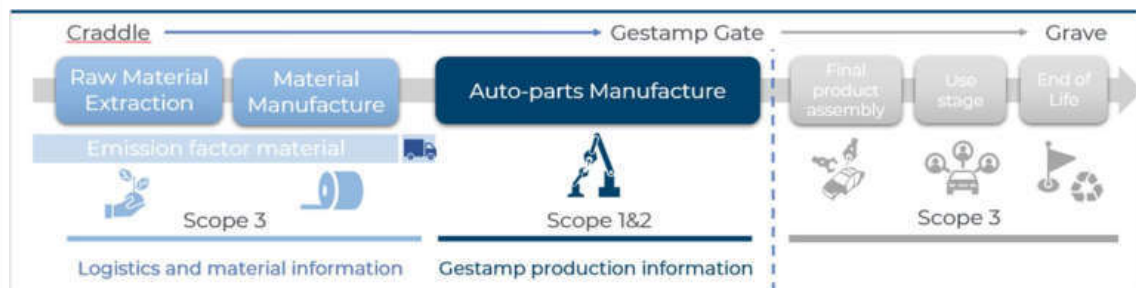 Craddle Gestamp Gate Grave
Raw Material
Extraction
Material
Manufacture
Auto-parts Manufacture
Final
product
assembly
Use
stage
End of
Life
Emission factor material
Scope 3
Scope 1&2
Scope 3
Logistics and material information
Gestamp production information